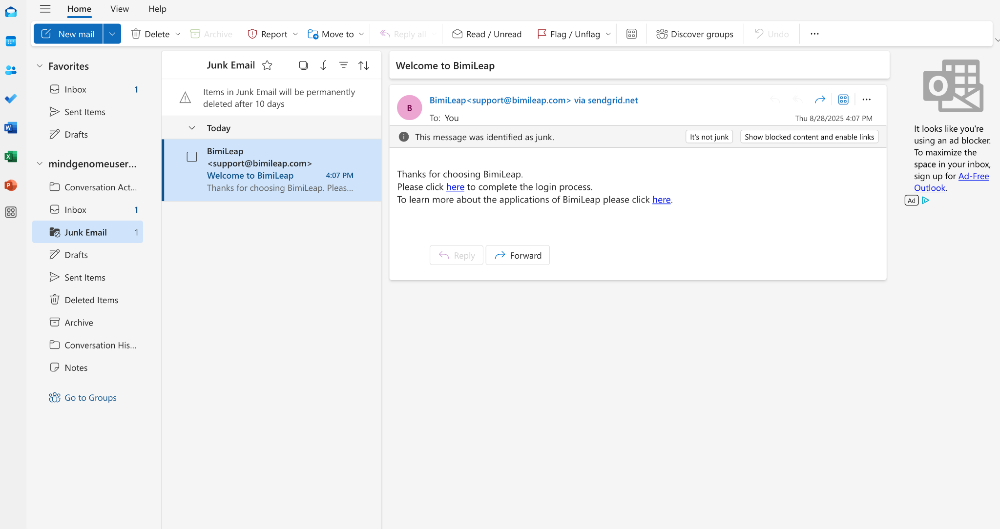 Home View Help
New mail Delete Archive Report Move to Reply all Read / Unread Flag / Unflag Discover groups Undo ...
Favorites
Inbox 1
Sent Items
Drafts
mindgenomeuser...
Conversation Act...
Inbox 1
Junk Email 1
Drafts
Sent Items
Deleted Items
Archive
Conversation His...
Notes
Go to Groups
W
X
P
Junk Email
Items in Junk Email will be permanently
deleted after 10 days
Today
BimiLeap
<support@bimileap.com>
Welcome to BimiLeap 4:07 PM
Thanks for choosing BimiLeap. Pleas...
Welcome to BimiLeap
B
BimiLeap<support@bimileap.com> via sendgrid.net
To: You
Thu 8/28/2025 4:07 PM
This message was identified as junk. It's not junk Show blocked content and enable links
Thanks for choosing BimiLeap.
Please click here to complete the login process.
To learn more about the applications of BimiLeap please click here.
Reply Forward
O
It looks like you're
using an ad blocker.
To maximize the
space in your inbox,
sign up for Ad-Free
Outlook.
Ad